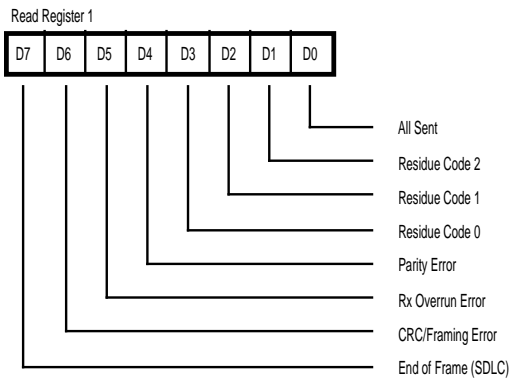 Read Register 1
D7 D6 D5 D4 D3 D2 D1 D0
All Sent
Residue Code 2
Residue Code 1
Residue Code 0
Parity Error
Rx Overrun Error
CRC/Framing Error
End of Frame (SDLC)